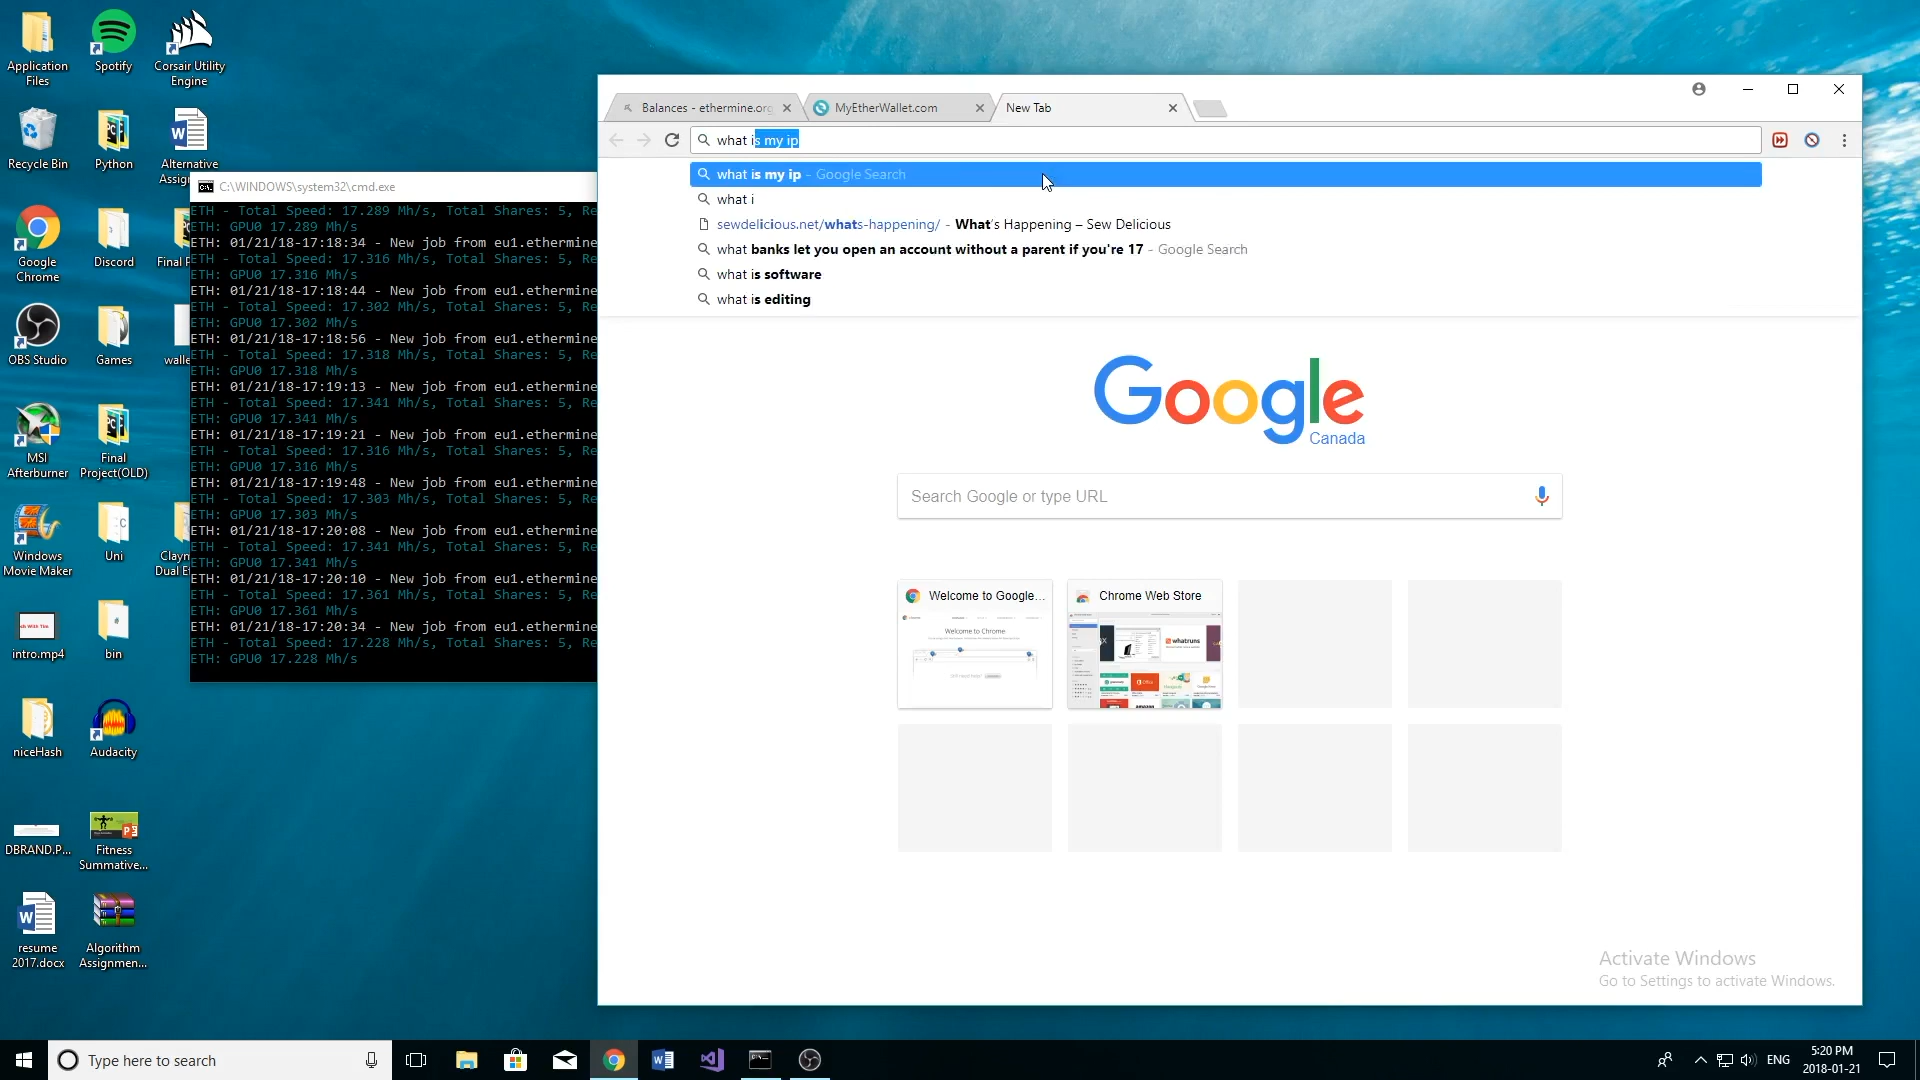 Application Files
Spotify
Corsair Utility Engine
Recycle Bin
Python
Alternative
Google Chrome
Discord
OBS Studio
Games
MSI Afterburner
Final Project(OLD)
Windows Movie Maker
Uni
intro.mp4
bin
niceHash
Audacity
DBRAND.P...
Fitness Summative...
resume 2017.docx
Algorithm Assignmen...
C:\WINDOWS\system32\cmd.exe
ETH - Total Speed: 17.289 Mh/s, Total Shares: 5, Re
ETH: GPU0 17.289 Mh/s
ETH: 01/21/18-17:18:34 - New job from eu1.ethermine
ETH - Total Speed: 17.316 Mh/s, Total Shares: 5, Re
ETH: GPU0 17.316 Mh/s
ETH: 01/21/18-17:18:44 - New job from eu1.ethermine
ETH - Total Speed: 17.302 Mh/s, Total Shares: 5, Re
ETH: GPU0 17.302 Mh/s
ETH: 01/21/18-17:18:56 - New job from eu1.ethermine
ETH - Total Speed: 17.318 Mh/s, Total Shares: 5, Re
ETH: GPU0 17.318 Mh/s
ETH: 01/21/18-17:19:13 - New job from eu1.ethermine
ETH - Total Speed: 17.341 Mh/s, Total Shares: 5, Re
ETH: GPU0 17.341 Mh/s
ETH: 01/21/18-17:19:21 - New job from eu1.ethermine
ETH - Total Speed: 17.316 Mh/s, Total Shares: 5, Re
ETH: GPU0 17.316 Mh/s
ETH: 01/21/18-17:19:48 - New job from eu1.ethermine
ETH - Total Speed: 17.303 Mh/s, Total Shares: 5, Re
ETH: GPU0 17.303 Mh/s
ETH: 01/21/18-17:20:08 - New job from eu1.ethermine
ETH - Total Speed: 17.341 Mh/s, Total Shares: 5, Re
ETH: GPU0 17.341 Mh/s
ETH: 01/21/18-17:20:10 - New job from eu1.ethermine
ETH - Total Speed: 17.361 Mh/s, Total Shares: 5, Re
ETH: GPU0 17.361 Mh/s
ETH: 01/21/18-17:20:34 - New job from eu1.ethermine
ETH - Total Speed: 17.228 Mh/s, Total Shares: 5, Re
ETH: GPU0 17.228 Mh/s
Balances - ethermine.org
MyEtherWallet.com
New Tab
what is my ip
what is my ip - Google Search
what i
sewdelicious.net/whats-happening/ - What's Happening – Sew Delicious
what banks let you open an account without a parent if you're 17 - Google Search
what is software
what is editing
Google
Canada
Search Google or type URL
Welcome to Google...
Chrome Web Store
Welcome to Chrome
whatruns
Activate Windows
Go to Settings to activate Windows.
Type here to search
ENG
5:20 PM
2018-01-21